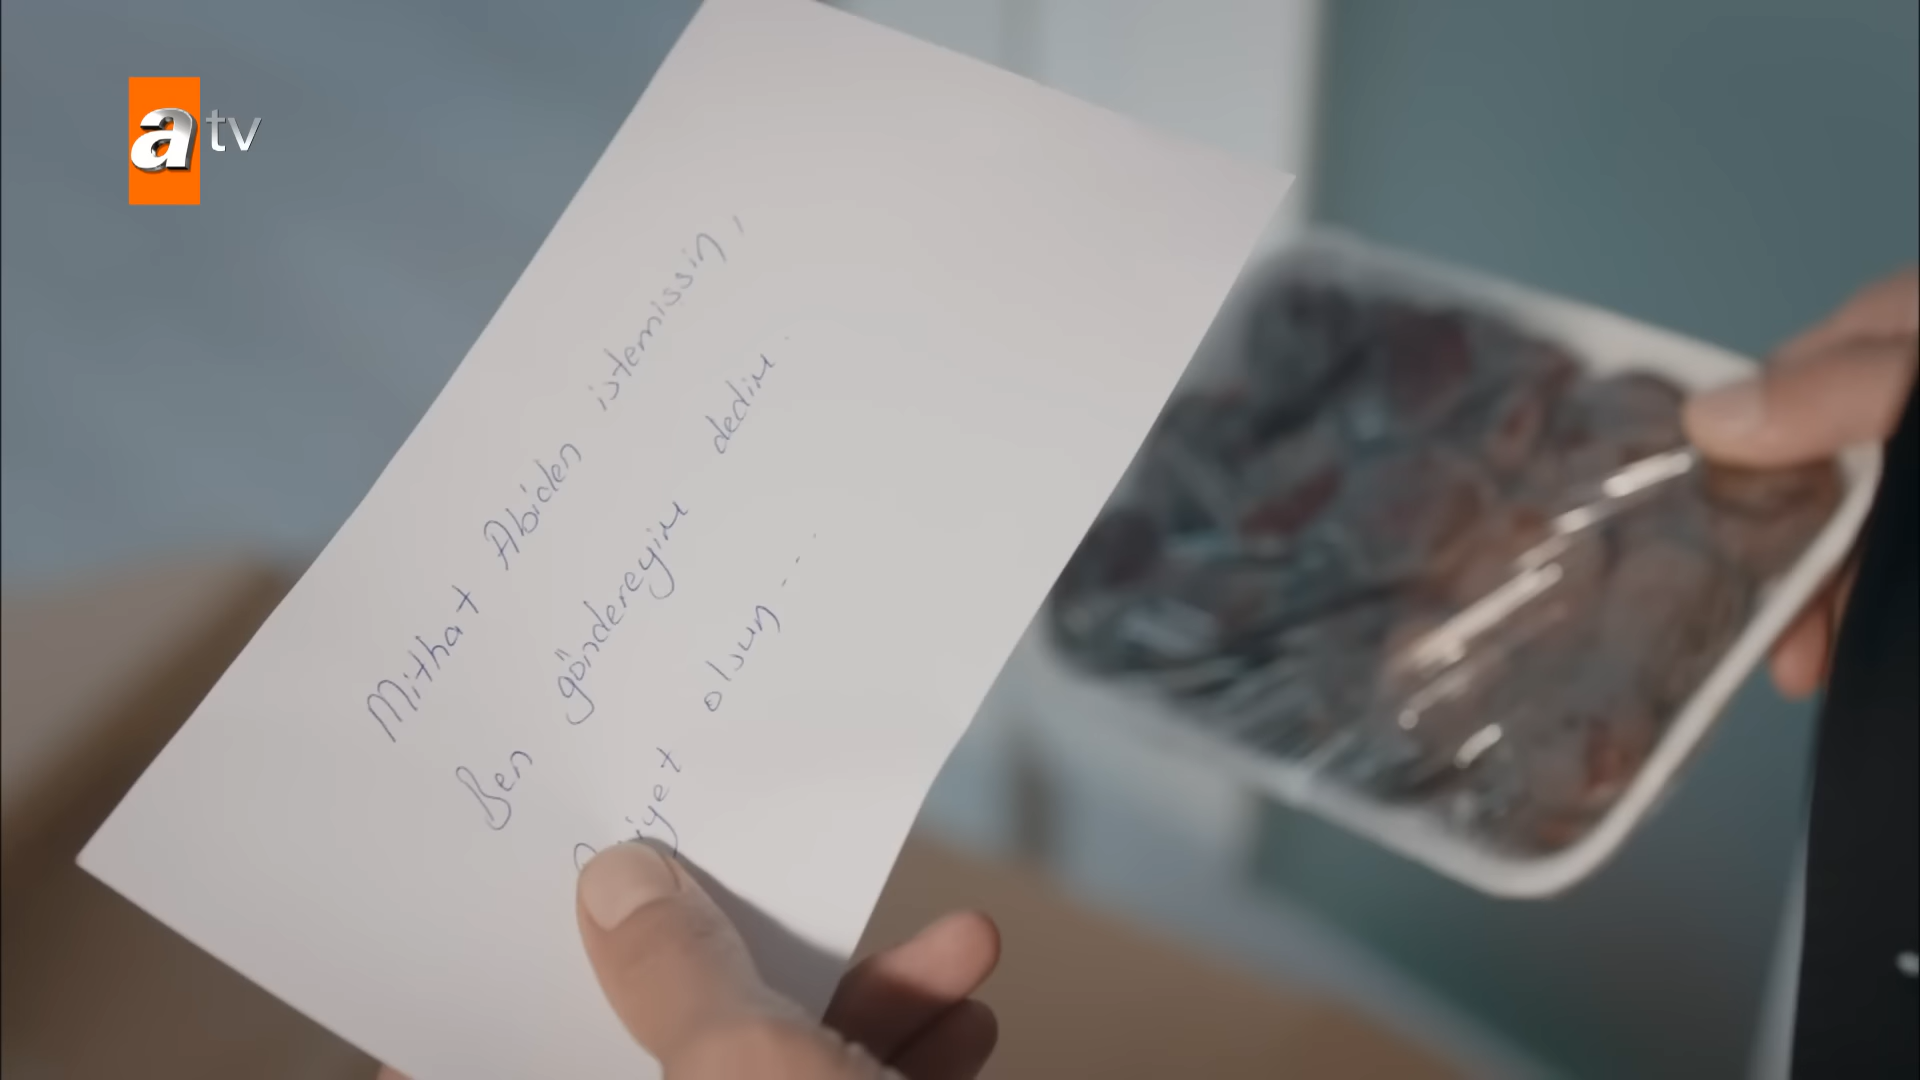 atv
Mithat Abiden istemissin,
Ben göndereyim dedim.
olsun...